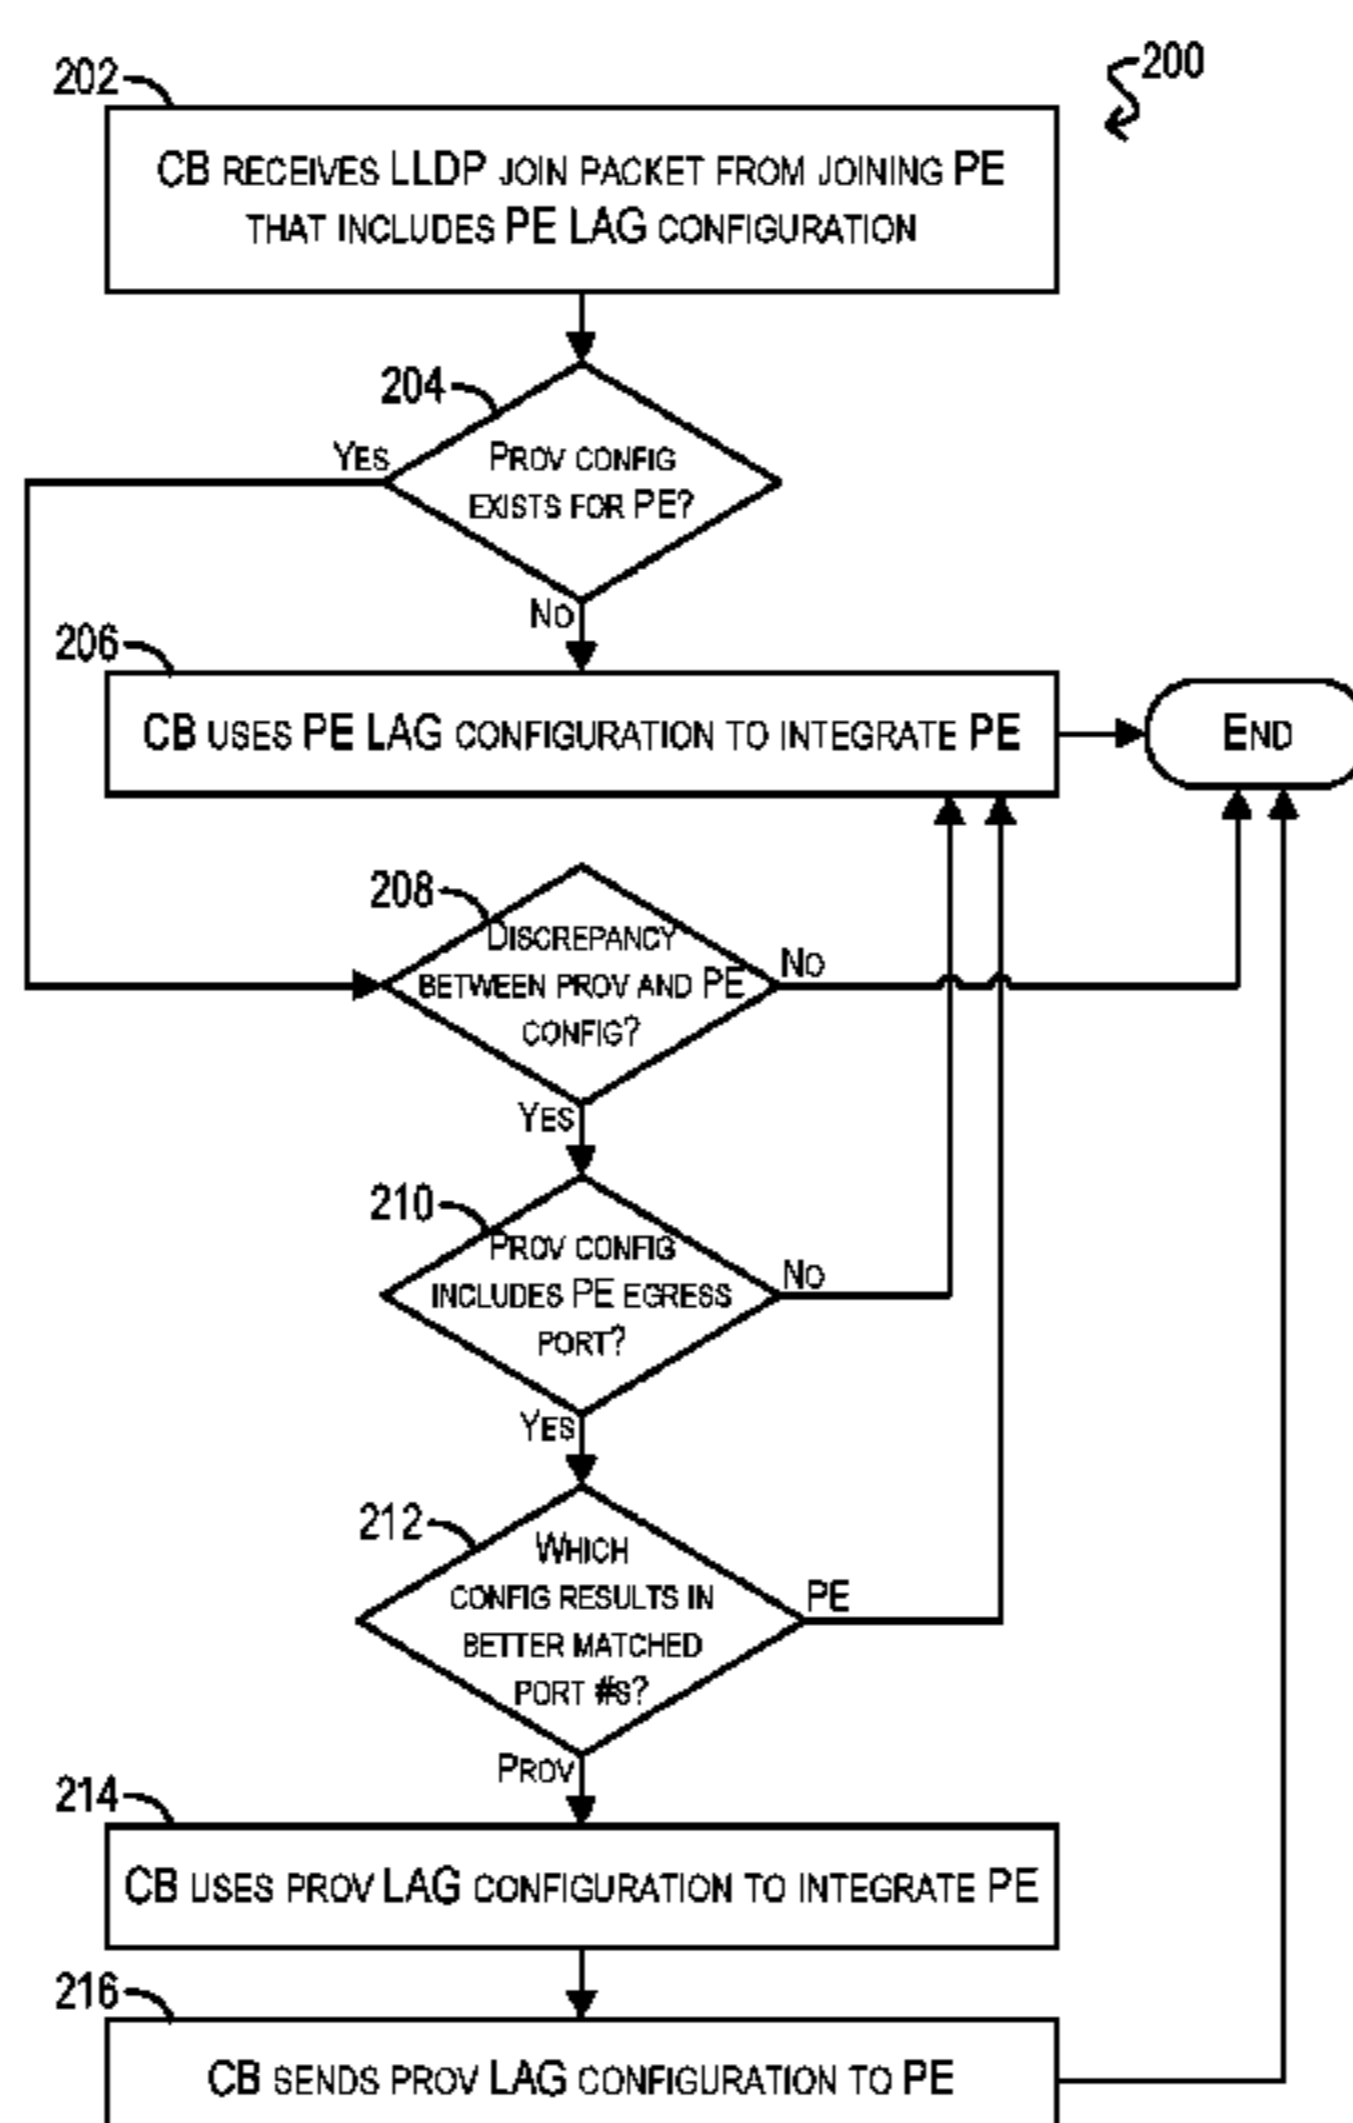 200
202
CB RECEIVES LLDP JOIN PACKET FROM JOINING PE
THAT INCLUDES PE LAG CONFIGURATION
204
YES
PROV CONFIG
EXISTS FOR PE?
NO
206
CB USES PE LAG CONFIGURATION TO INTEGRATE PE
END
208
DISCREPANCY
BETWEEN PROV AND PE
CONFIG?
NO
YES
210
PROV CONFIG
INCLUDES PE EGRESS
PORT?
NO
YES
212
WHICH
CONFIG RESULTS IN
BETTER MATCHED
PORT #S?
PE
PROV
214
CB USES PROV LAG CONFIGURATION TO INTEGRATE PE
216
CB SENDS PROV LAG CONFIGURATION TO PE